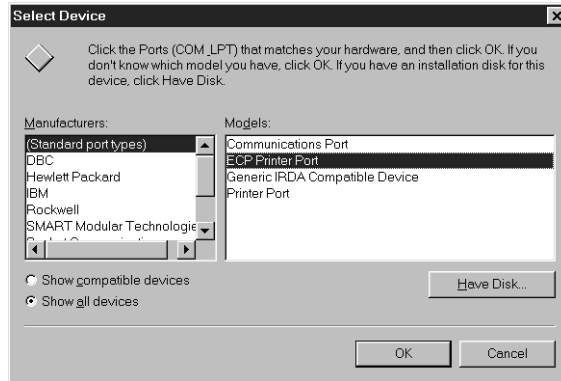 Select Device
Click the Ports (COM_LPT) that matches your hardware, and then click OK. If you
don't know which model you have, click OK. If you have an installation disk for this
device, click Have Disk.
Manufacturers:
(Standard port types)
DBC
Hewlett Packard
IBM
Rockwell
SMART Modular Technologie
Models:
Communications Port
ECP Printer Port
Generic IRDA Compatible Device
Printer Port
Show compatible devices
Show all devices
Have Disk...
OK
Cancel